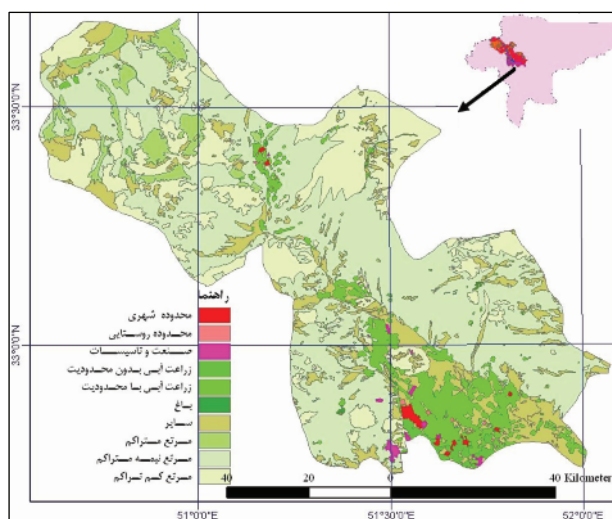 33°30'0"N
33°0'0"N
راهنما
محدوده شهری
محدوده روستایی
صنعت و تاسیسات
زراعت آبی بدون محدودیت
زراعت آبی با محدودیت
باغ
سایر
مرتع متراکم
مرتع نیمه متراکم
مرتع کم تراکم
40 20 0 40 Kilometer
51°0'0"E 51°30'0"E 52°0'0"E